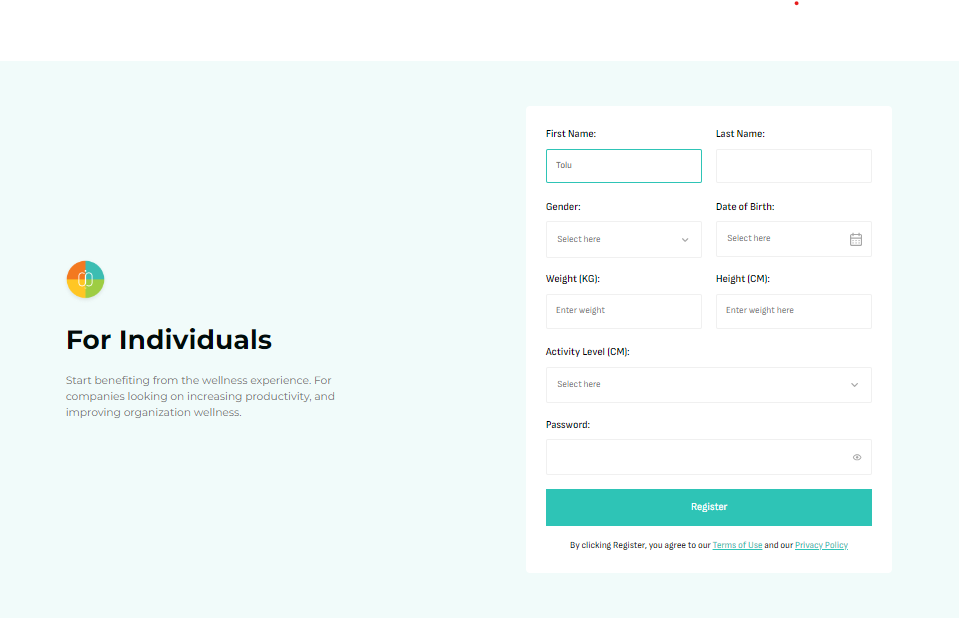 First Name:
Last Name:
Tolu
Gender:
Date of Birth:
Select here
Select here
Weight (KG):
Height (CM):
Enter weight
Enter weight here
Activity Level (CM):
Select here
Password:
Register
By clicking Register, you agree to our Terms of Use and our Privacy Policy
For Individuals
Start benefiting from the wellness experience. For
companies looking on increasing productivity, and
improving organization wellness.